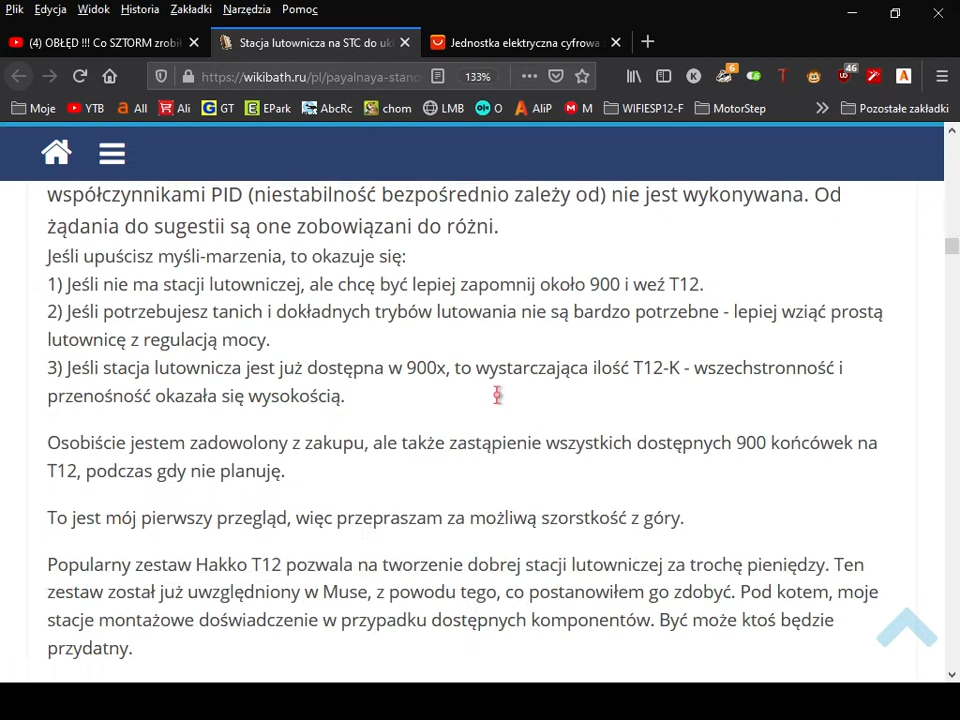 Plik Edycja Widok Historia Zakładki Narzędzia Pomoc
(4) OBŁĘD !!! Co SZTORM zrobił
Stacja lutownicza na STC do ukł
Jednostka elektryczna cyfrowa
https://wikibath.ru/pl/payalnaya-stanc 133%
6
46
Moje YTB All Ali GT EPark AbcRc chom LMB O AliP M WIFIESP12-F MotorStep Pozostałe zakładki
współczynnikami PID (niestabilność bezpośrednio zależy od) nie jest wykonywana. Od
żądania do sugestii są one zobowiązani do różni.
Jeśli upuścisz myśli-marzenia, to okazuje się:
1) Jeśli nie ma stacji lutowniczej, ale chcę być lepiej zapomnij około 900 i weź T12.
2) Jeśli potrzebujesz tanich i dokładnych trybów lutowania nie są bardzo potrzebne - lepiej wziąć prostą
lutownicę z regulacją mocy.
3) Jeśli stacja lutownicza jest już dostępna w 900x, to wystarczająca ilość T12-K - wszechstronność i
przenośność okazała się wysokością.
Osobiście jestem zadowolony z zakupu, ale także zastąpienie wszystkich dostępnych 900 końcówek na
T12, podczas gdy nie planuję.
To jest mój pierwszy przegląd, więc przepraszam za możliwą szorstkość z góry.
Popularny zestaw Hakko T12 pozwala na tworzenie dobrej stacji lutowniczej za trochę pieniędzy. Ten
zestaw został już uwzględniony w Muse, z powodu tego, co postanowiłem go zdobyć. Pod kotem, moje
stacje montażowe doświadczenie w przypadku dostępnych komponentów. Być może ktoś będzie
przydatny.